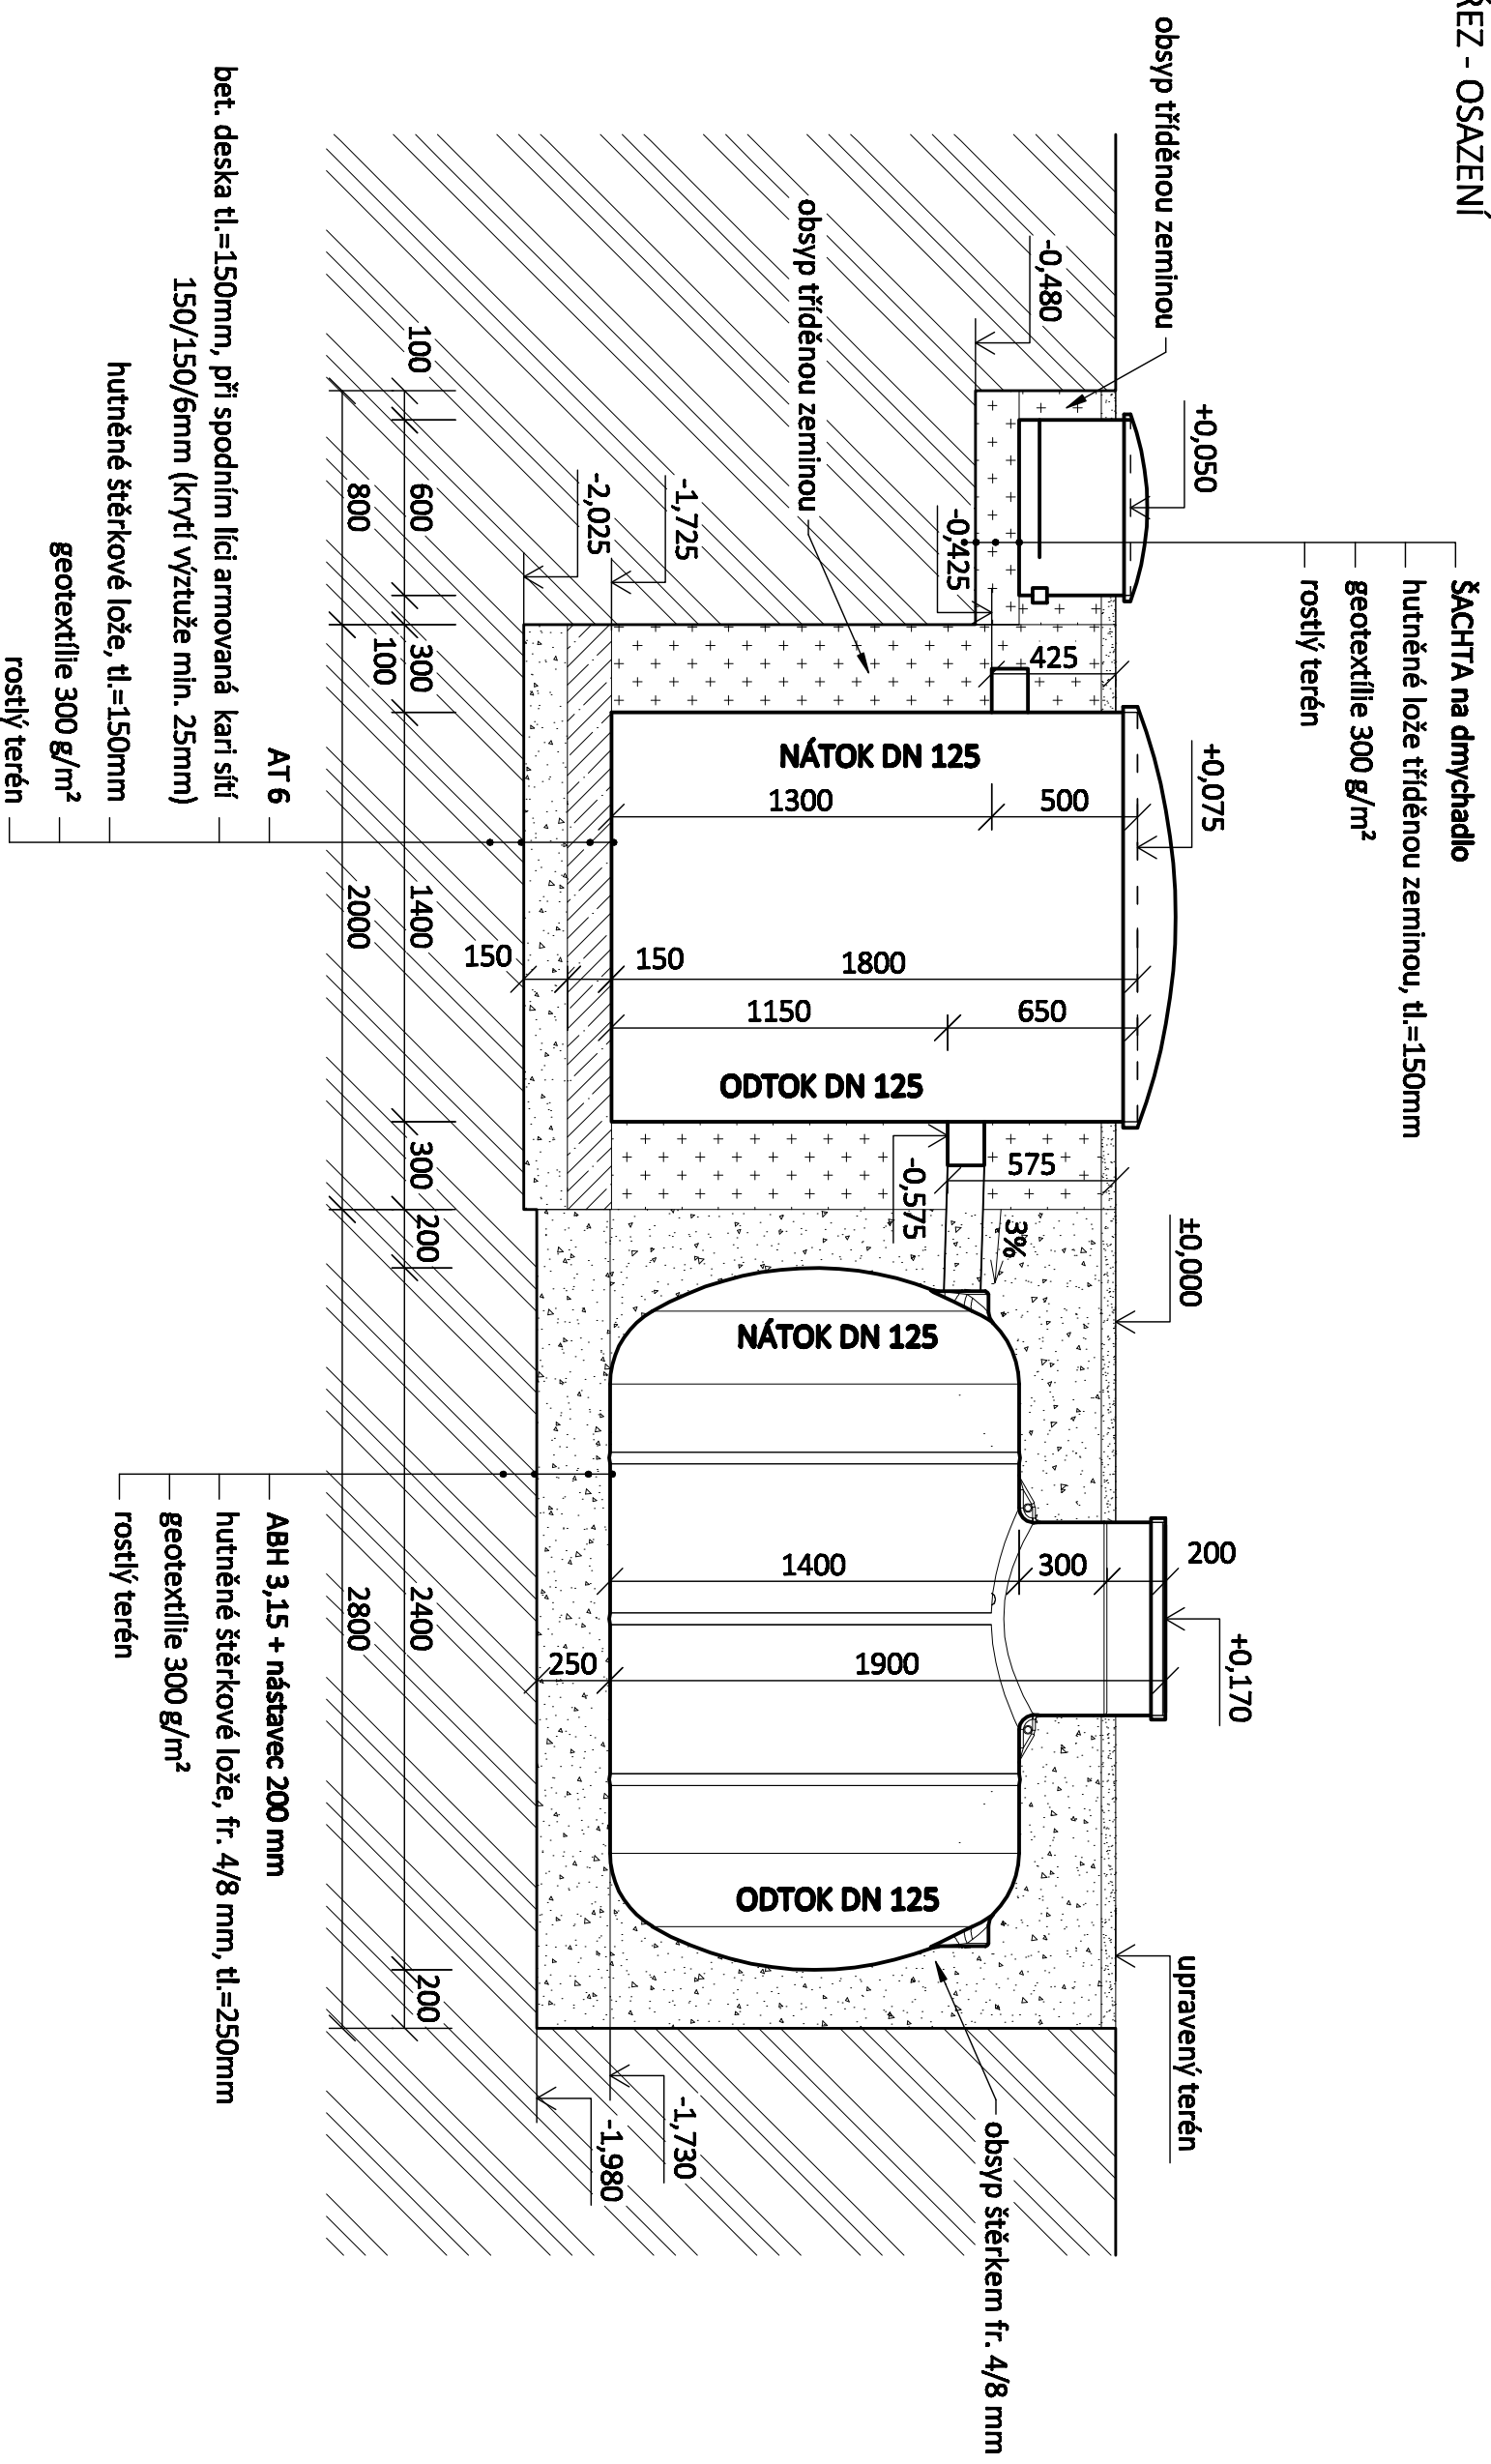 ŘEZ - OSAZENÍ
ŠACHTA na dmychadlo
hutněné lože tříděnou zeminou, tl.=150mm
geotextílie 300 g/m²
rostlý terén
obsyp tříděnou zeminou
+0,050
+0,075
±0,000
+0,170
upravený terén
200
-0,480
obsyp tříděnou zeminou
-0,425
425
575
3%
300
obsyp štěrkem fr. 4/8 mm
NÁTOK DN 125
500
1300
1800
650
1150
ODTOK DN 125
-0,575
NÁTOK DN 125
1400
1900
ODTOK DN 125
-1,725
-2,025
150
150
250
-1,730
-1,980
100
600
300
1400
300
200
2400
200
100
800
2000
2800
AT 6
bet. deska tl.=150mm, při spodním líci armovaná kari sítí
150/150/6mm (krytí výztuže min. 25mm)
hutněné štěrkové lože, tl.=150mm
geotextílie 300 g/m²
rostlý terén
ABH 3,15 + nástavec 200 mm
hutněné štěrkové lože, fr. 4/8 mm, tl.=250mm
geotextílie 300 g/m²
rostlý terén